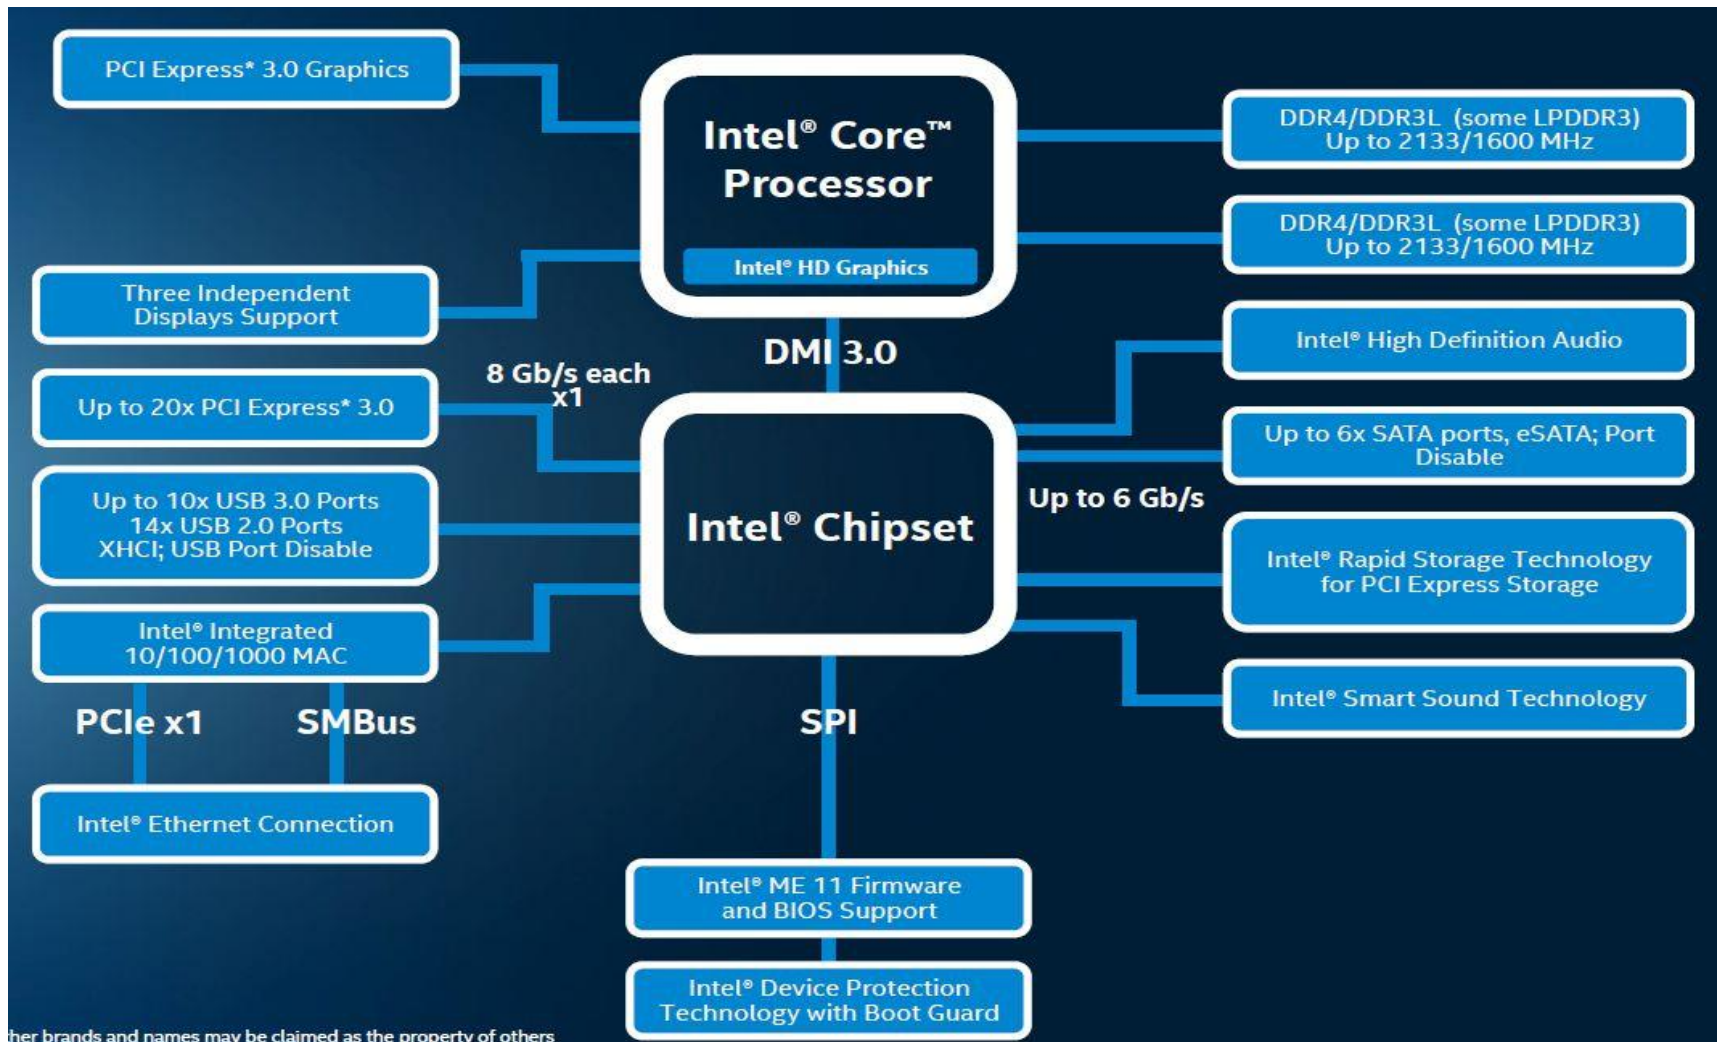 PCI Express* 3.0 Graphics
Intel® Core™
Processor
Intel® HD Graphics
DDR4/DDR3L (some LPDDR3)
Up to 2133/1600 MHz
DDR4/DDR3L (some LPDDR3)
Up to 2133/1600 MHz
Three Independent
Displays Support
DMI 3.0
Intel® High Definition Audio
8 Gb/s each
x1
Up to 20x PCI Express* 3.0
Up to 6x SATA ports, eSATA; Port
Disable
Up to 10x USB 3.0 Ports
14x USB 2.0 Ports
XHCI; USB Port Disable
Intel® Chipset
Up to 6 Gb/s
Intel® Rapid Storage Technology
for PCI Express Storage
Intel® Integrated
10/100/1000 MAC
Intel® Smart Sound Technology
PCIe x1
SMBus
SPI
Intel® Ethernet Connection
Intel® ME 11 Firmware
and BIOS Support
Intel® Device Protection
Technology with Boot Guard
her brands and names may be claimed as the property of others